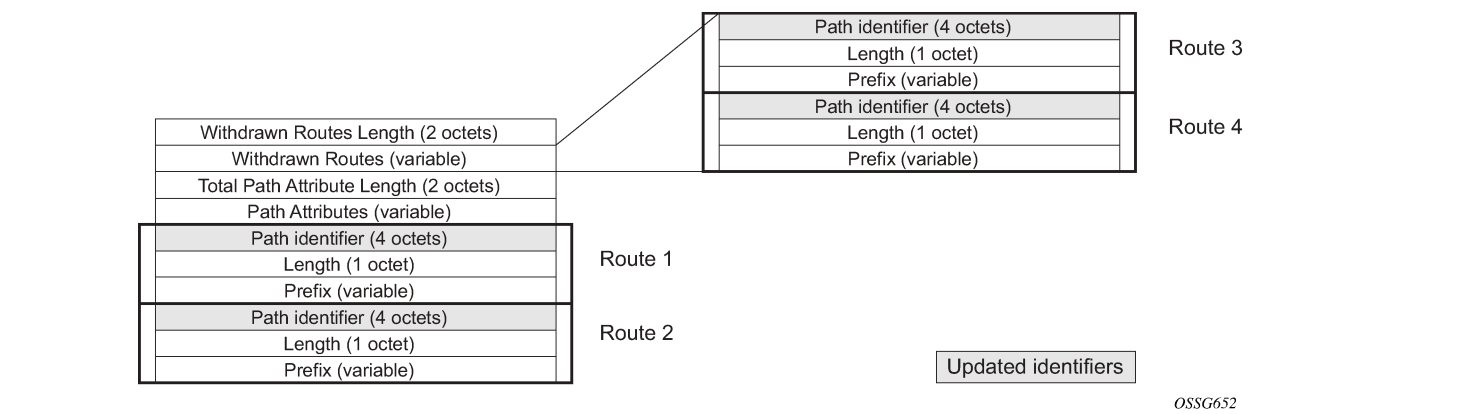 Path identifier (4 octets)
Length (1 octet)
Prefix (variable)
Route 3
Path identifier (4 octets)
Length (1 octet)
Prefix (variable)
Route 4
Withdrawn Routes Length (2 octets)
Withdrawn Routes (variable)
Total Path Attribute Length (2 octets)
Path Attributes (variable)
Path identifier (4 octets)
Length (1 octet)
Prefix (variable)
Route 1
Path identifier (4 octets)
Length (1 octet)
Prefix (variable)
Route 2
Updated identifiers
OSSG652